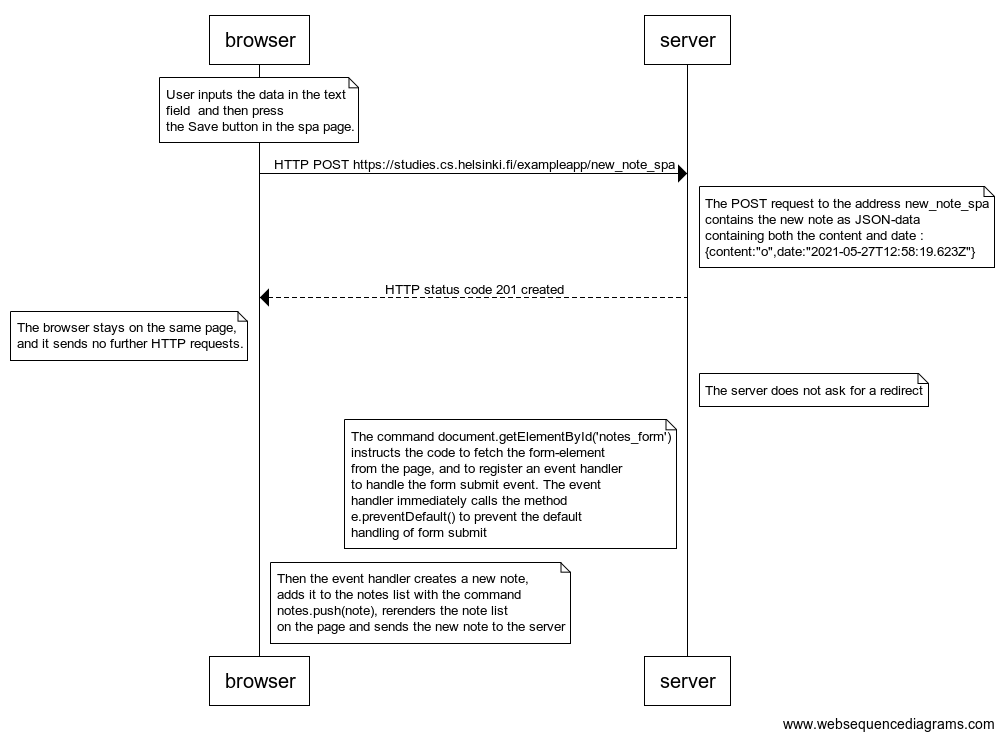 browser
server
User inputs the data in the text
field  and then press
the Save button in the spa page.
HTTP POST https://studies.cs.helsinki.fi/exampleapp/new_note_spa
The POST request to the address new_note_spa
contains the new note as JSON-data
containing both the content and date :
{content:"o",date:"2021-05-27T12:58:19.623Z"}
HTTP status code 201 created
The browser stays on the same page,
and it sends no further HTTP requests.
The server does not ask for a redirect
The command document.getElementById('notes_form')
instructs the code to fetch the form-element
from the page, and to register an event handler
to handle the form submit event. The event
handler immediately calls the method
e.preventDefault() to prevent the default
handling of form submit
Then the event handler creates a new note,
adds it to the notes list with the command
notes.push(note), rerenders the note list
on the page and sends the new note to the server
browser
server
www.websequencediagrams.com